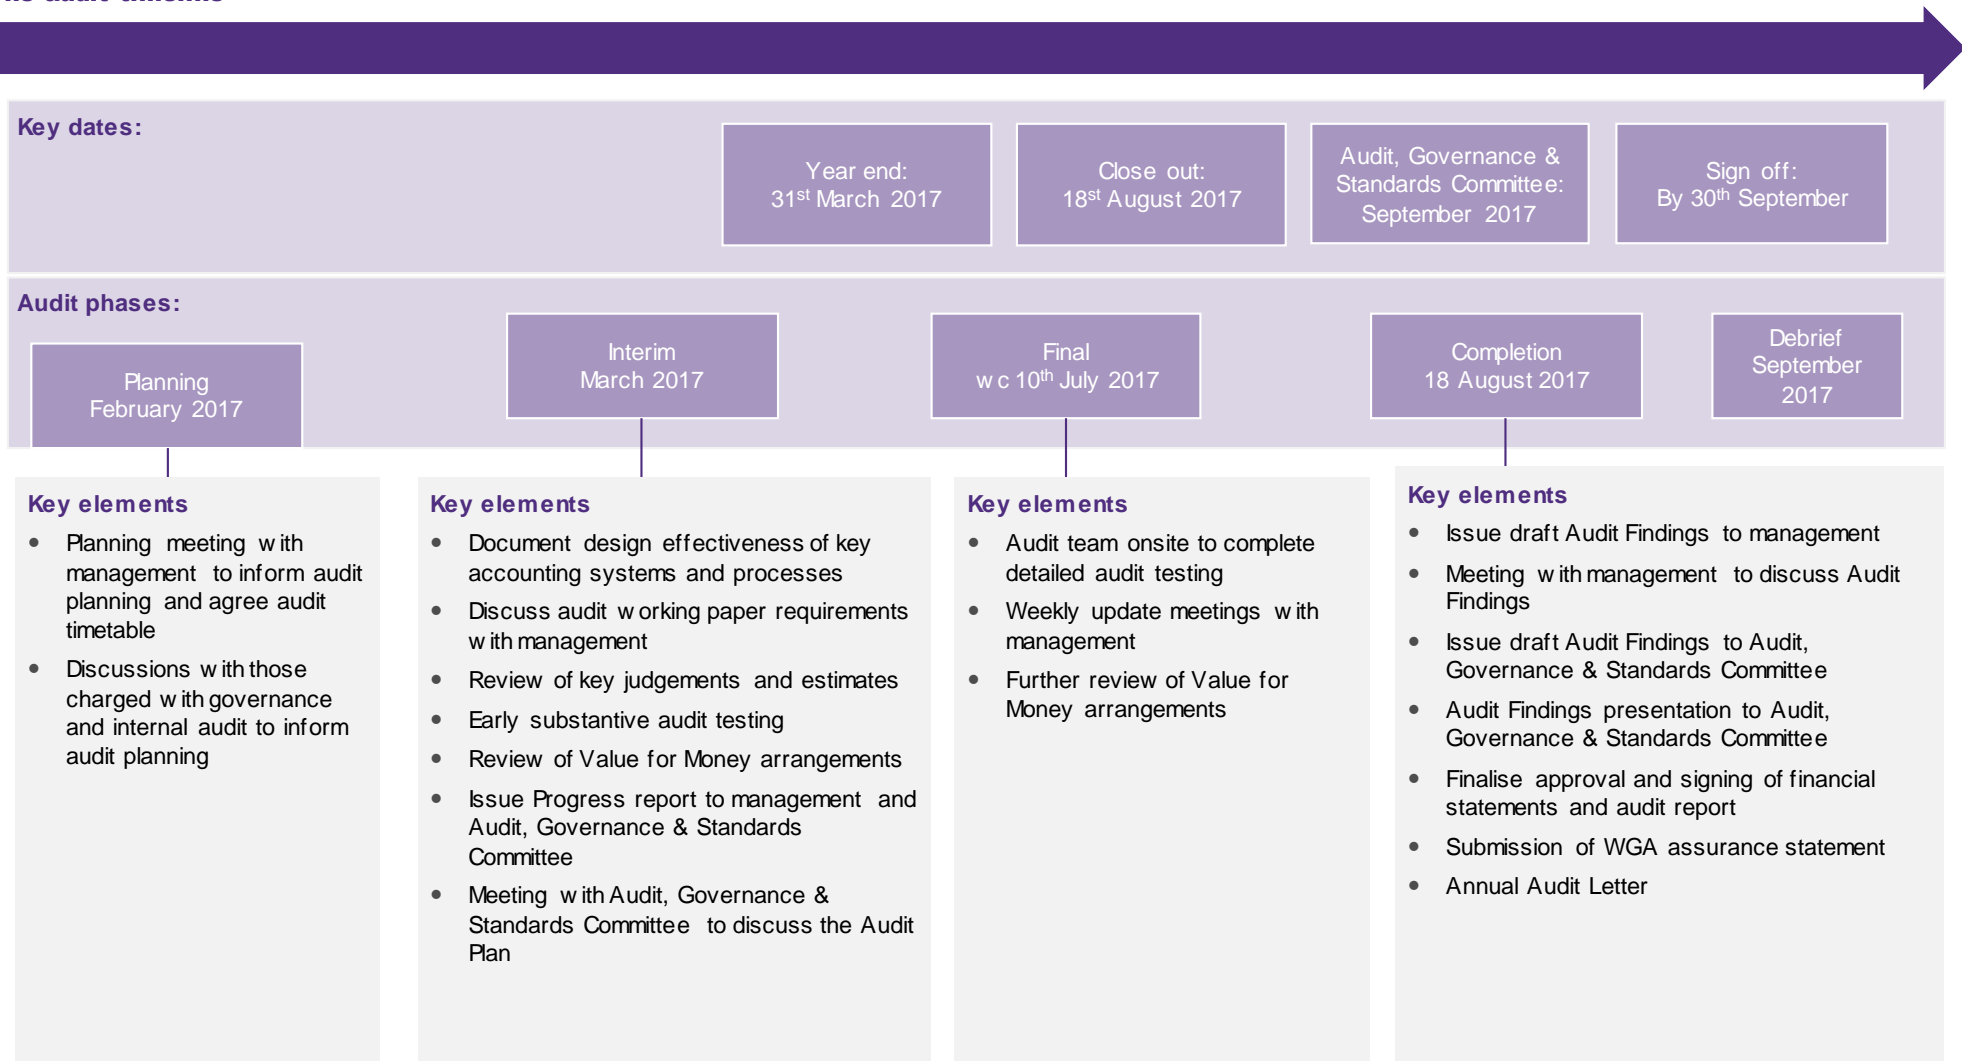 audit timeline
Key dates:
Year end:
31st March 2017
Close out:
18st August 2017
Audit, Governance &
Standards Committee:
September 2017
Sign off:
By 30th September
Audit phases:
Planning
February 2017
Interim
March 2017
Final
wc 10th July 2017
Completion
18 August 2017
Debrief
September
2017
Key elements
• Planning meeting with
management to inform audit
planning and agree audit
timetable
• Discussions with those
charged with governance
and internal audit to inform
audit planning
Key elements
• Document design effectiveness of key
accounting systems and processes
• Discuss audit working paper requirements
with management
• Review of key judgements and estimates
• Early substantive audit testing
• Review of Value for Money arrangements
• Issue Progress report to management and
Audit, Governance & Standards
Committee
• Meeting with Audit, Governance &
Standards Committee to discuss the Audit
Plan
Key elements
• Audit team onsite to complete
detailed audit testing
• Weekly update meetings with
management
• Further review of Value for
Money arrangements
Key elements
• Issue draft Audit Findings to management
• Meeting with management to discuss Audit
Findings
• Issue draft Audit Findings to Audit,
Governance & Standards Committee
• Audit Findings presentation to Audit,
Governance & Standards Committee
• Finalise approval and signing of financial
statements and audit report
• Submission of WGA assurance statement
• Annual Audit Letter